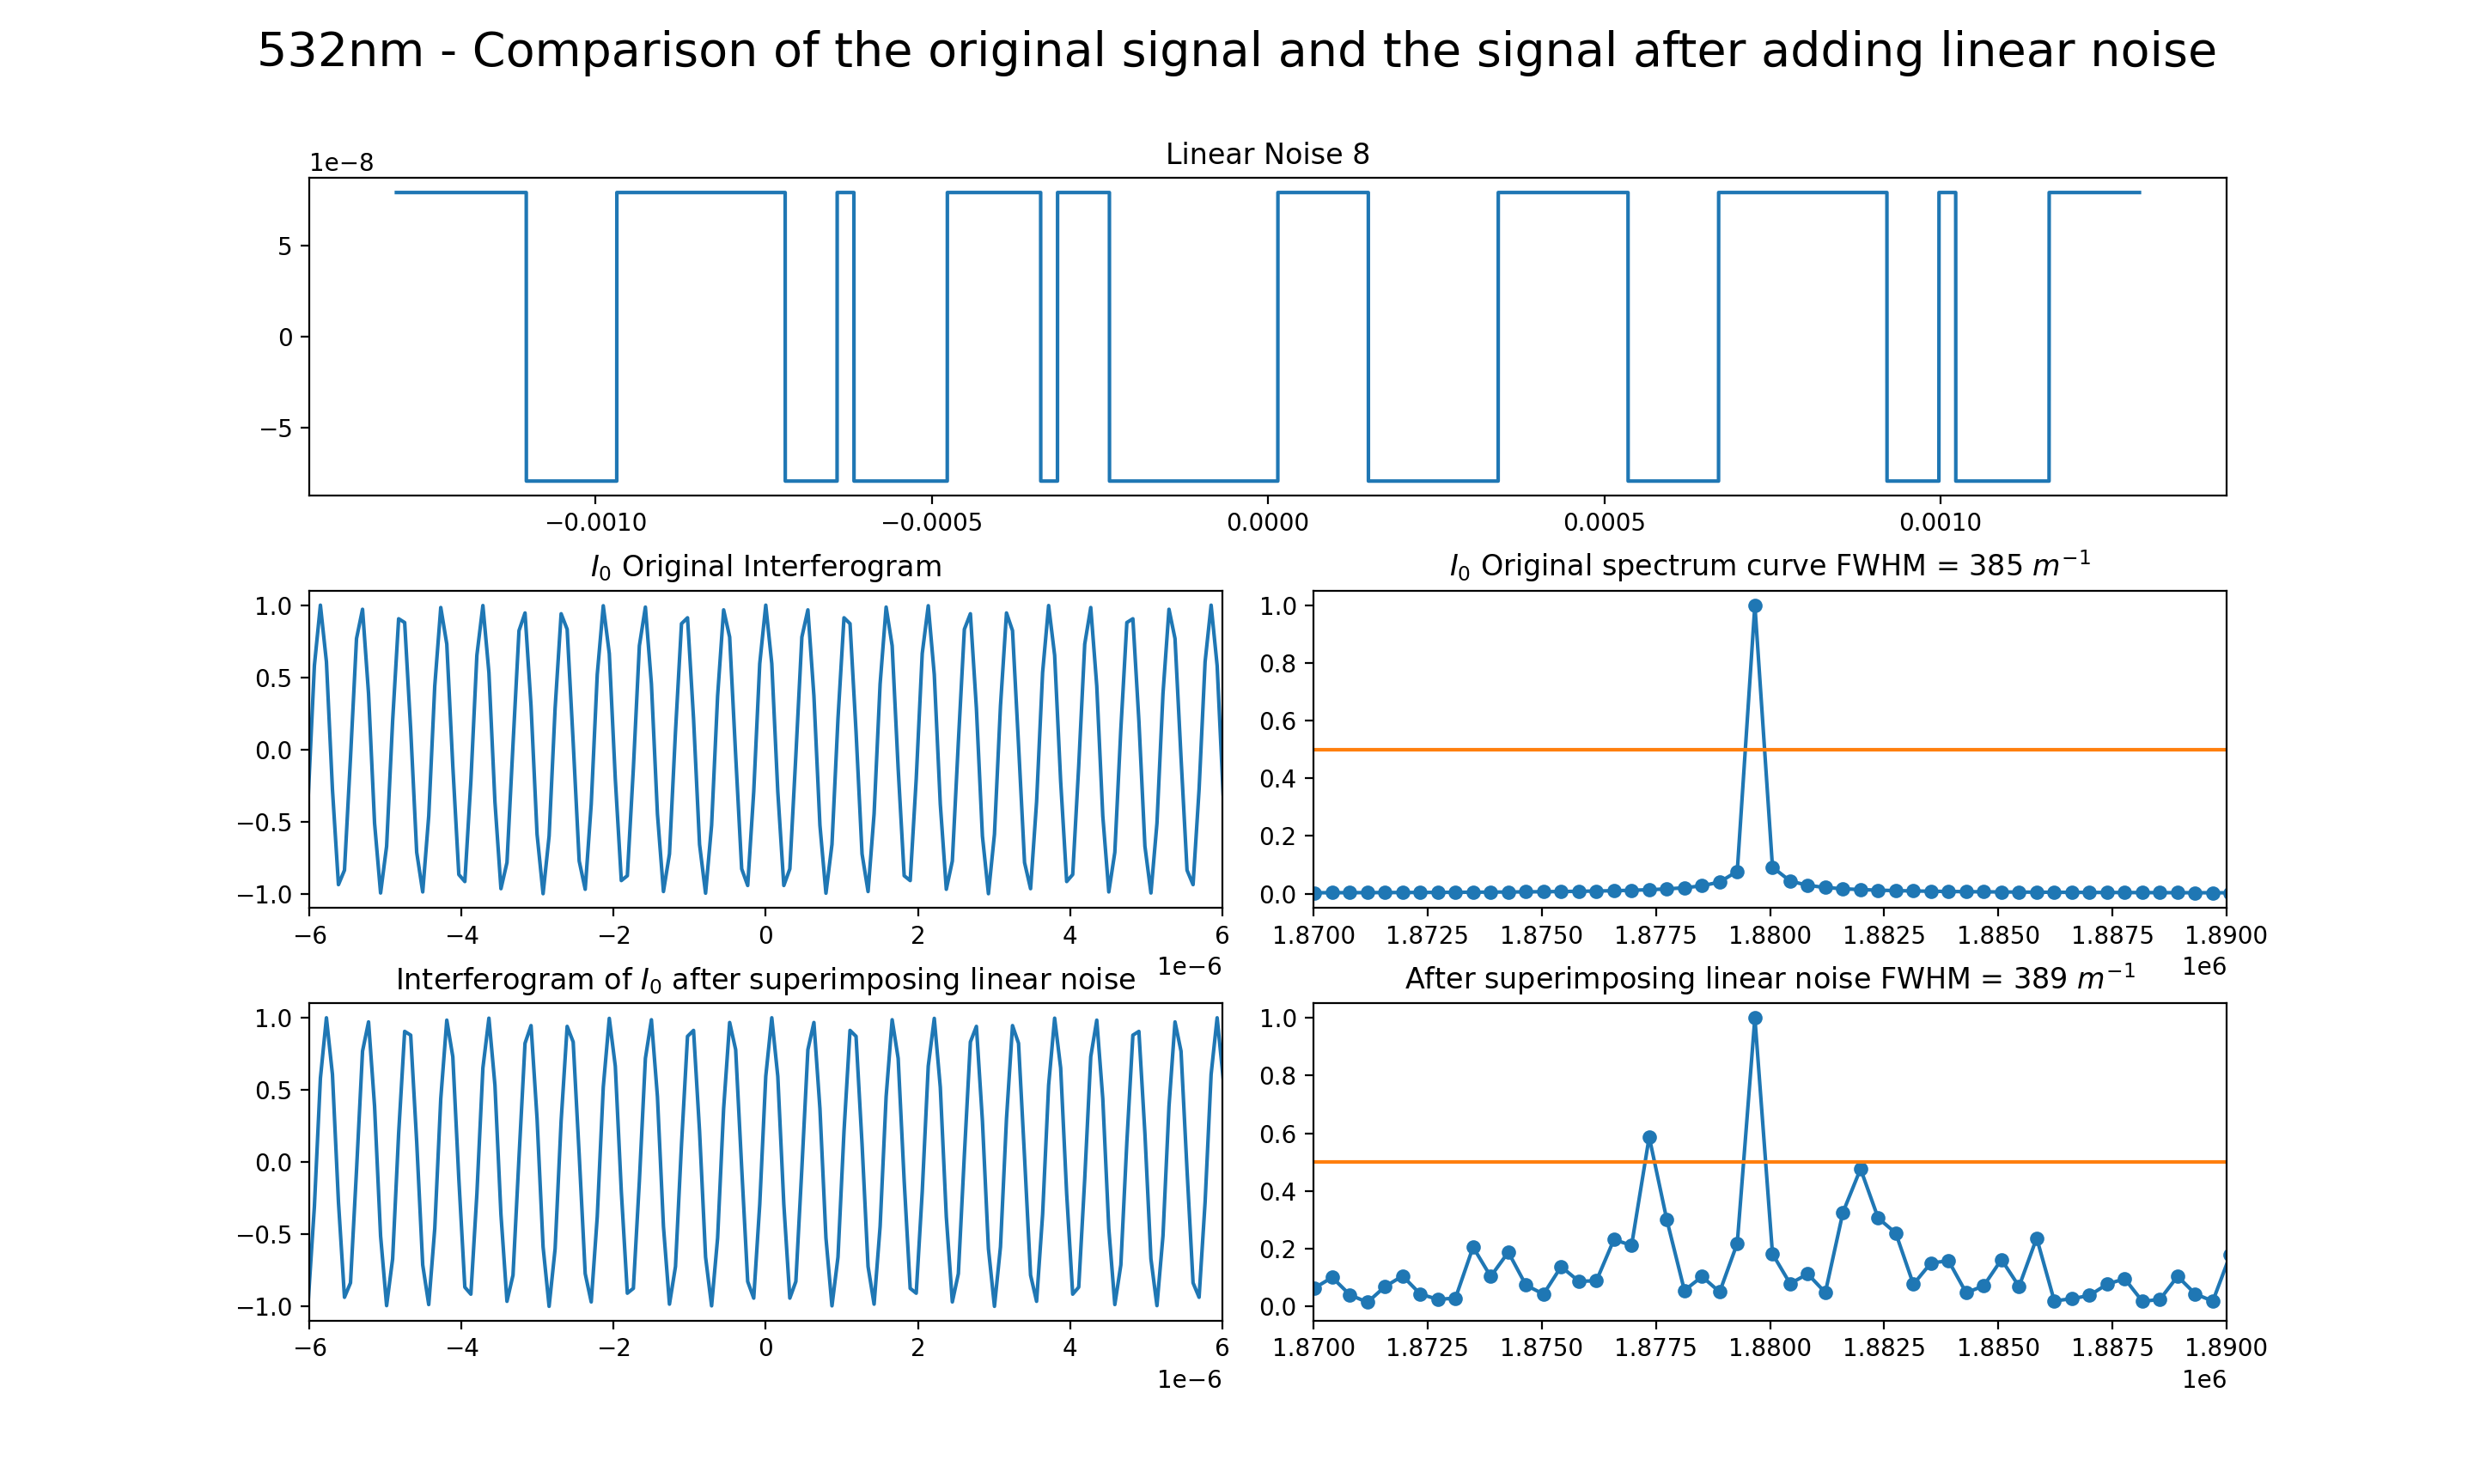 532nm - Comparison of the original signal and the signal after adding linear noise
Linear Noise 8
1e−8
5
0
−5
−0.0010 −0.0005 0.0000 0.0005 0.0010
I₀ Original Interferogram
1.0
0.5
0.0
−0.5
−1.0
−6 −4 −2 0 2 4 6
1e−6
I₀ Original spectrum curve FWHM = 385 m⁻¹
1.0
0.8
0.6
0.4
0.2
0.0
1.8700 1.8725 1.8750 1.8775 1.8800 1.8825 1.8850 1.8875 1.8900
1e6
Interferogram of I₀ after superimposing linear noise
1.0
0.5
0.0
−0.5
−1.0
−6 −4 −2 0 2 4 6
1e−6
After superimposing linear noise FWHM = 389 m⁻¹
1.0
0.8
0.6
0.4
0.2
0.0
1.8700 1.8725 1.8750 1.8775 1.8800 1.8825 1.8850 1.8875 1.8900
1e6